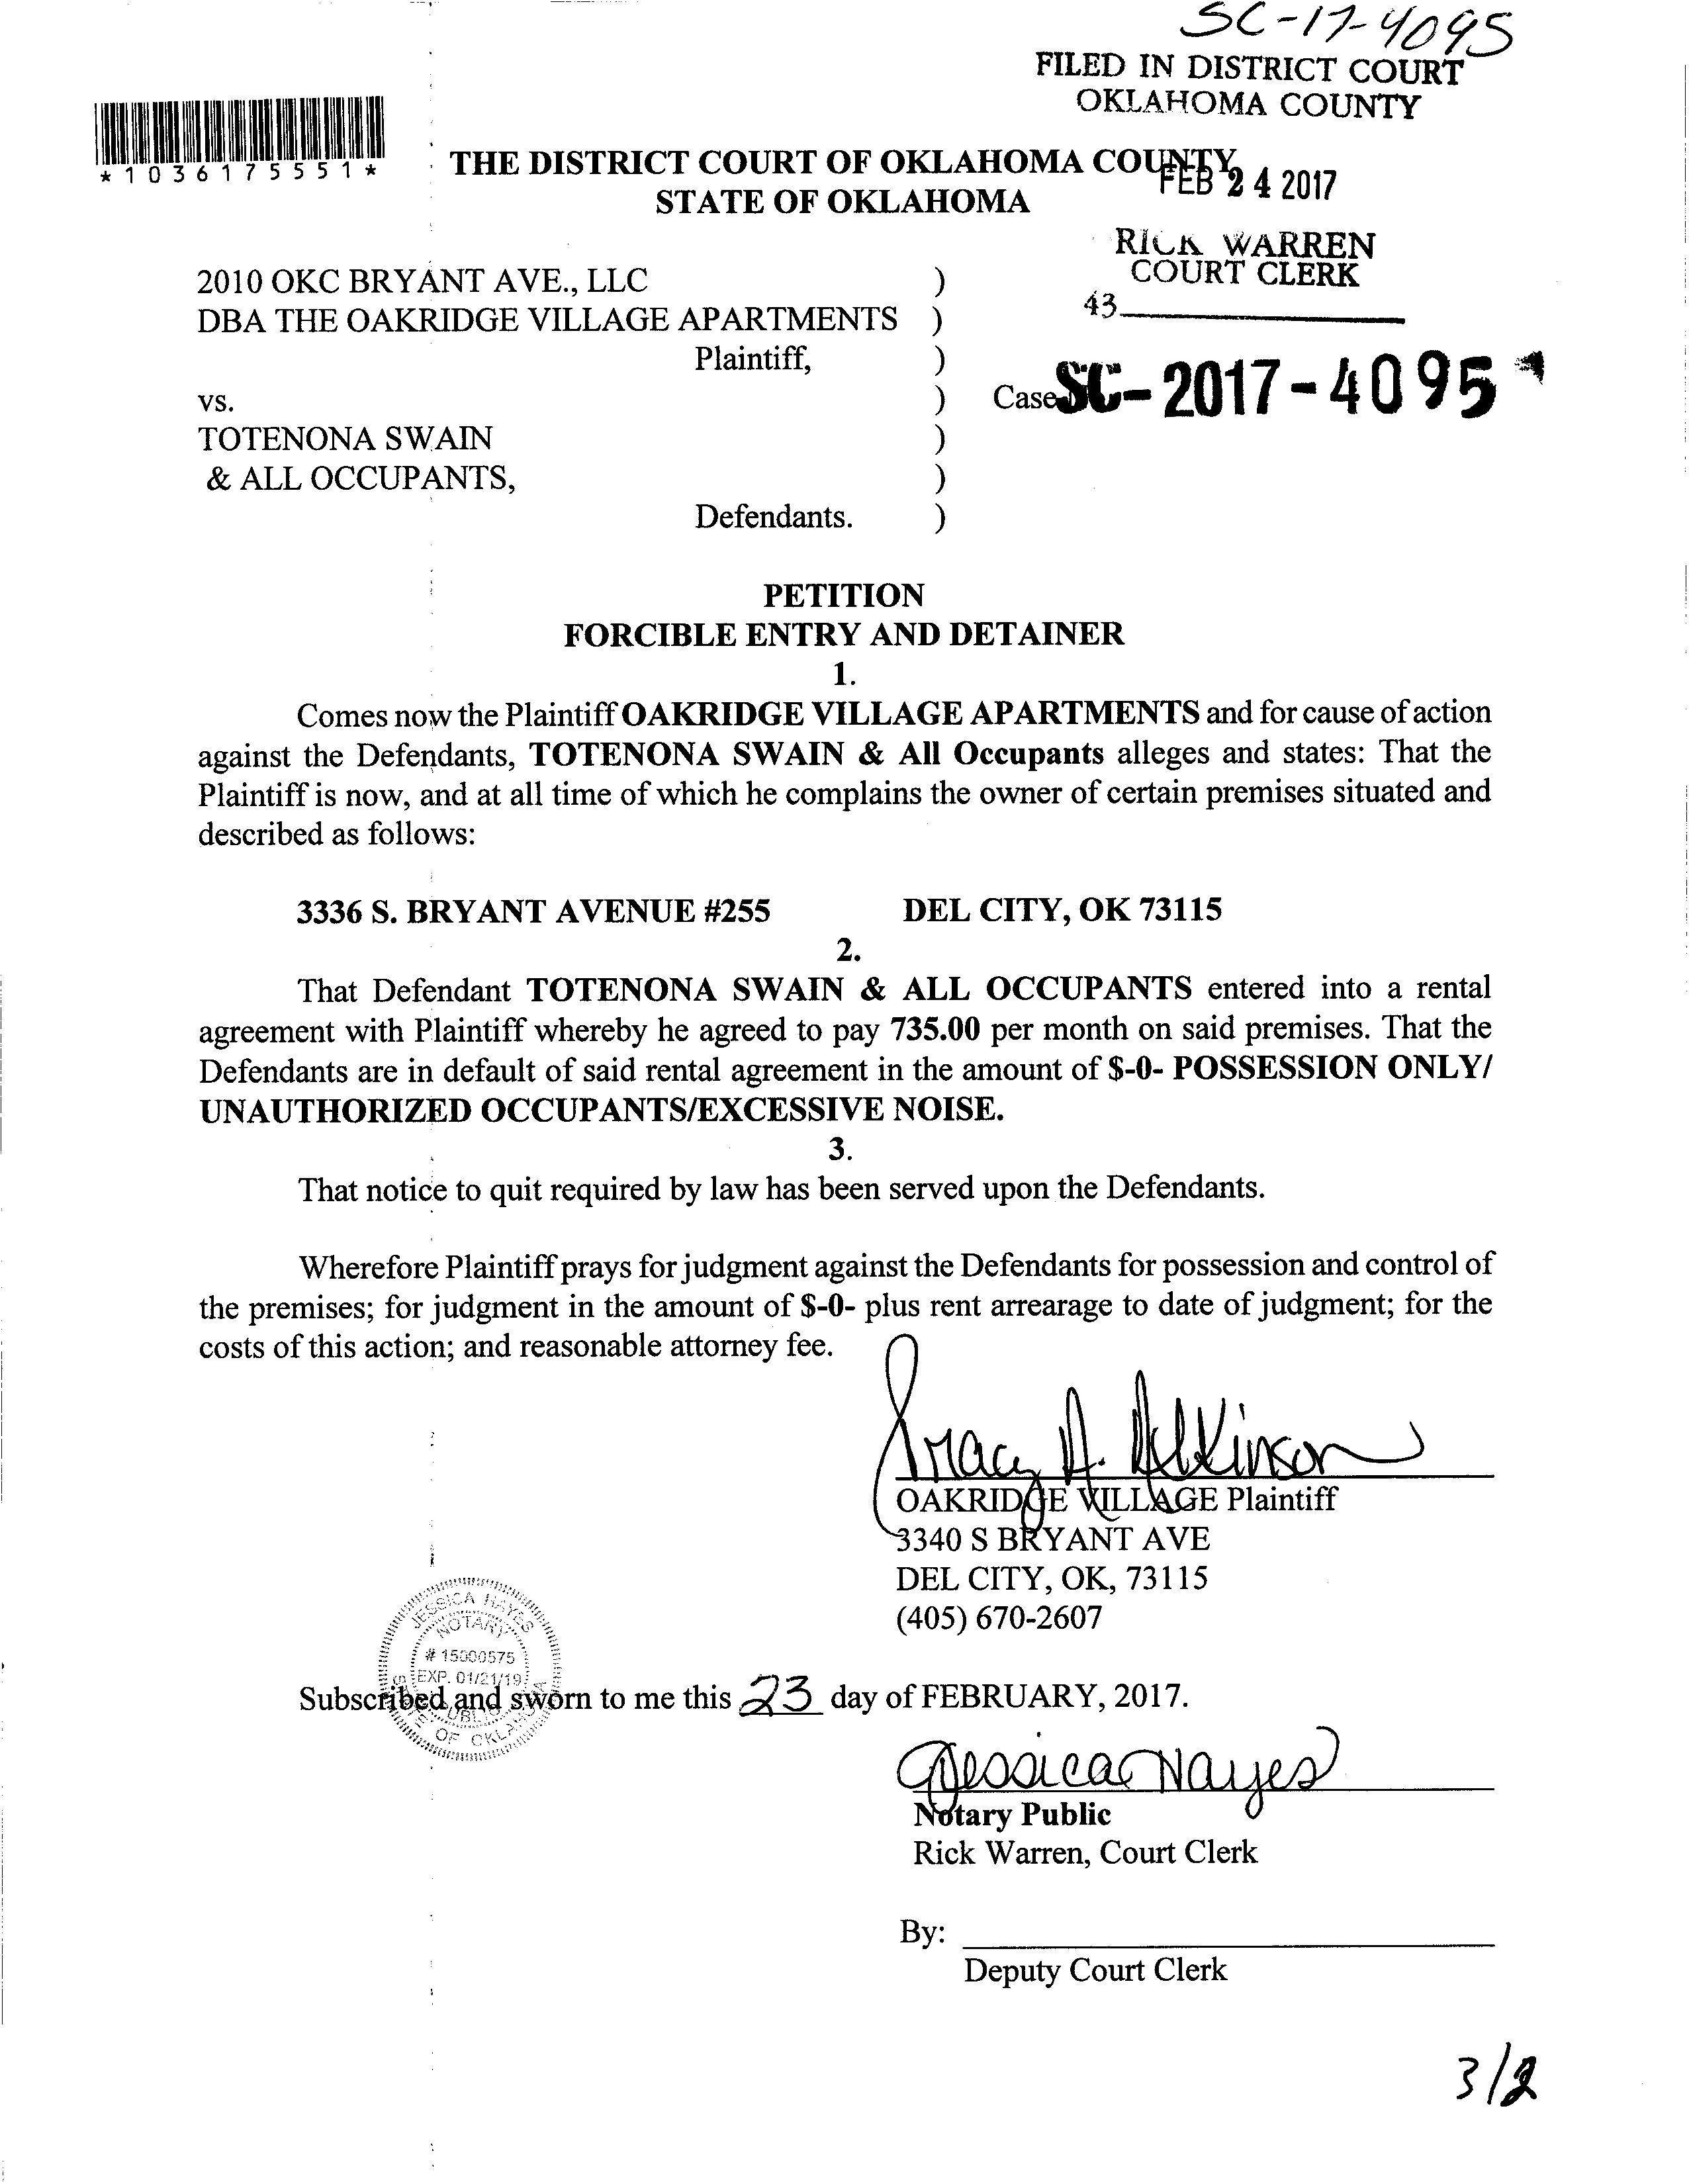 SC-17-4095
FILED IN DISTRICT COURT
OKLAHOMA COUNTY
*1036175551*
THE DISTRICT COURT OF OKLAHOMA COUNTY
FEB 24 2017
STATE OF OKLAHOMA
RICK WARREN
COURT CLERK
43
2010 OKC BRYANT AVE., LLC )
DBA THE OAKRIDGE VILLAGE APARTMENTS )
Plaintiff, )
vs. ) Case SC-2017-4095
TOTENONA SWAIN )
& ALL OCCUPANTS, )
Defendants. )
PETITION
FORCIBLE ENTRY AND DETAINER
1.
Comes now the Plaintiff OAKRIDGE VILLAGE APARTMENTS and for cause of action
against the Defendants, TOTENONA SWAIN & All Occupants alleges and states: That the
Plaintiff is now, and at all time of which he complains the owner of certain premises situated and
described as follows:
3336 S. BRYANT AVENUE #255 DEL CITY, OK 73115
2.
That Defendant TOTENONA SWAIN & ALL OCCUPANTS entered into a rental
agreement with Plaintiff whereby he agreed to pay 735.00 per month on said premises. That the
Defendants are in default of said rental agreement in the amount of $-0- POSSESSION ONLY/
UNAUTHORIZED OCCUPANTS/EXCESSIVE NOISE.
3.
That notice to quit required by law has been served upon the Defendants.
Wherefore Plaintiff prays for judgment against the Defendants for possession and control of
the premises; for judgment in the amount of $-0- plus rent arrearage to date of judgment; for the
costs of this action; and reasonable attorney fee.
Tracy A. Atkinson
OAKRIDGE VILLAGE Plaintiff
3340 S BRYANT AVE
DEL CITY, OK, 73115
(405) 670-2607
JESSICA HAYES
NOTARY
# 15000575
EXP. 01/21/19
PUBLIC
STATE OF OKLAHOMA
Subscribed and sworn to me this 23 day of FEBRUARY, 2017.
Jessica Hayes
Notary Public
Rick Warren, Court Clerk
By:
Deputy Court Clerk
3/2